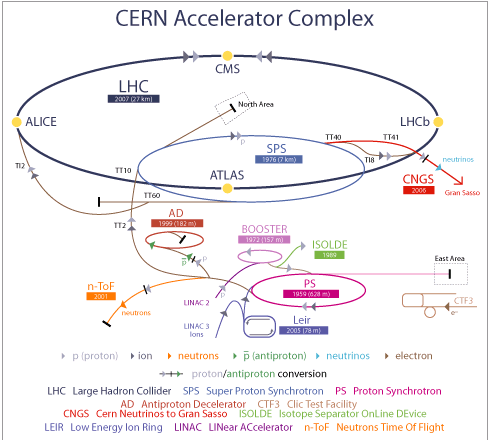 CERN Accelerator Complex
CMS
LHC
2007 (27 km)
North Area
ALICE
LHCb
p
TT40
TT41
SPS
1976 (7 km)
TI8
TI2
TT10
ATLAS
neutrinos
CNGS
2006
Gran Sasso
TT60
AD
1999 (182 m)
TT2
BOOSTER
1972 (157 m)
ISOLDE
1989
p̅
p
East Area
n-ToF
2001
p
PS
1959 (628 m)
LINAC 2
neutrons
CTF3
e-
LINAC 3
Ions
Leir
2005 (78 m)
p (proton)
ion
neutrons
p̅ (antiproton)
neutrinos
electron
proton/antiproton conversion
LHC Large Hadron Collider SPS Super Proton Synchrotron PS Proton Synchrotron
AD Antiproton Decelerator CTF3 Clic Test Facility
CNGS Cern Neutrinos to Gran Sasso ISOLDE Isotope Separator OnLine DEvice
LEIR Low Energy Ion Ring LINAC LINear ACcelerator n-ToF Neutrons Time Of Flight